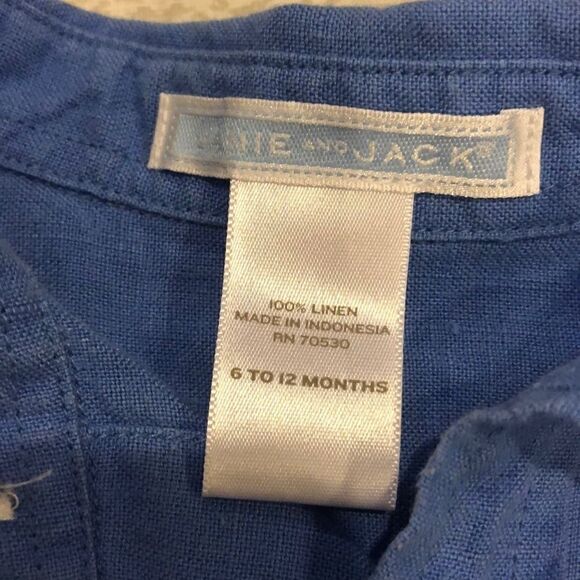 AND JACK®
100% LINEN
MADE IN INDONESIA
RN 70530
6 TO 12 MONTHS